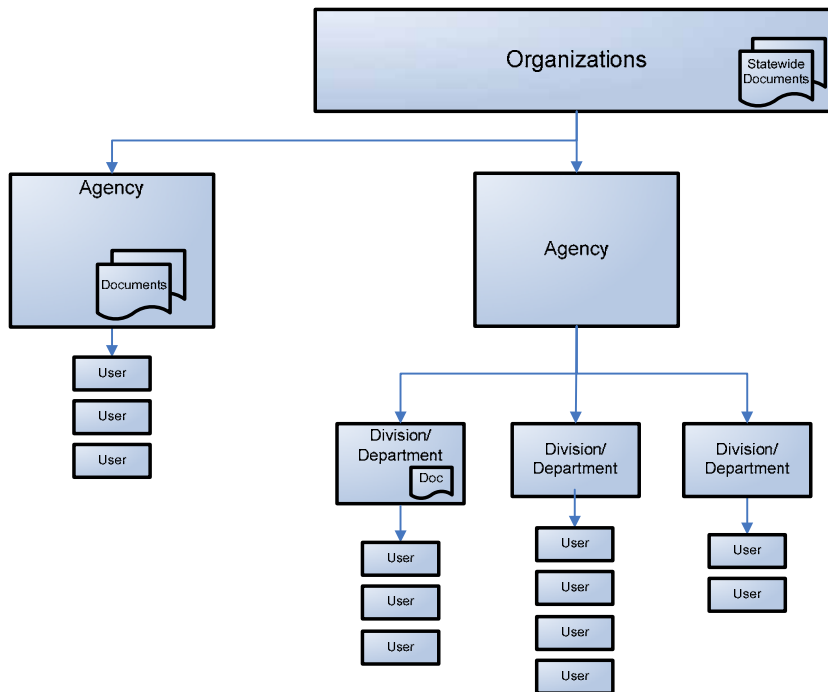 Organizations
Statewide
Documents
Agency
Documents
Agency
User
User
User
Division/
Department
Doc
Division/
Department
Division/
Department
User
User
User
User
User
User
User
User
User